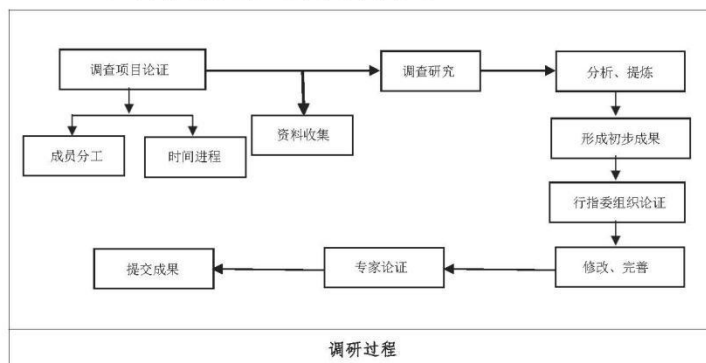 调查项目论证
调查研究
分析、提炼
成员分工
时间进程
资料收集
形成初步成果
行指委组织论证
提交成果
专家论证
修改、完善
调研过程